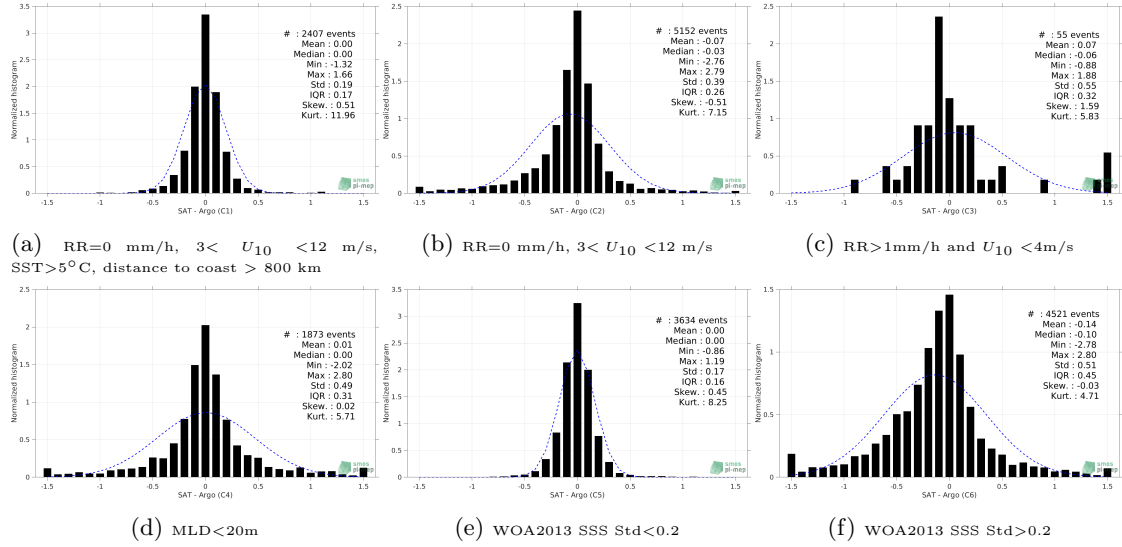 3.5
3
2.5
2
1.5
1
0.5
0
-1.5 -1 -0.5 0 0.5 1 1.5
Normalized histogram
SAT - Argo (C1)
# : 2407 events
Mean : 0.00
Median : 0.00
Min : -1.32
Max : 1.66
Std : 0.19
IQR : 0.17
Skew. : 0.51
Kurt. : 11.96
smos
pi-mep
(a) RR=0 mm/h, 3< U10 <12 m/s,
SST>5°C, distance to coast > 800 km
2.5
2
1.5
1
0.5
0
-1.5 -1 -0.5 0 0.5 1 1.5
Normalized histogram
SAT - Argo (C2)
# : 5152 events
Mean : -0.07
Median : -0.03
Min : -2.76
Max : 2.79
Std : 0.39
IQR : 0.26
Skew. : -0.51
Kurt. : 7.15
smos
pi-mep
(b) RR=0 mm/h, 3< U10 <12 m/s
2.5
2
1.5
1
0.5
0
-1.5 -1 -0.5 0 0.5 1 1.5
Normalized histogram
SAT - Argo (C3)
# : 55 events
Mean : 0.07
Median : -0.06
Min : -0.88
Max : 1.88
Std : 0.55
IQR : 0.32
Skew. : 1.59
Kurt. : 5.83
smos
pi-mep
(c) RR>1mm/h and U10 <4m/s
2.5
2
1.5
1
0.5
0
-1.5 -1 -0.5 0 0.5 1 1.5
Normalized histogram
SAT - Argo (C4)
# : 1873 events
Mean : 0.01
Median : 0.00
Min : -2.02
Max : 2.80
Std : 0.49
IQR : 0.31
Skew. : 0.02
Kurt. : 5.71
smos
pi-mep
(d) MLD<20m
3.5
3
2.5
2
1.5
1
0.5
0
-1.5 -1 -0.5 0 0.5 1 1.5
Normalized histogram
SAT - Argo (C5)
# : 3634 events
Mean : 0.00
Median : 0.00
Min : -0.86
Max : 1.19
Std : 0.17
IQR : 0.16
Skew. : 0.45
Kurt. : 8.25
smos
pi-mep
(e) WOA2013 SSS Std<0.2
1.5
1
0.5
0
-1.5 -1 -0.5 0 0.5 1 1.5
Normalized histogram
SAT - Argo (C6)
# : 4521 events
Mean : -0.14
Median : -0.10
Min : -2.78
Max : 2.80
Std : 0.51
IQR : 0.45
Skew. : -0.03
Kurt. : 4.71
smos
pi-mep
(f) WOA2013 SSS Std>0.2